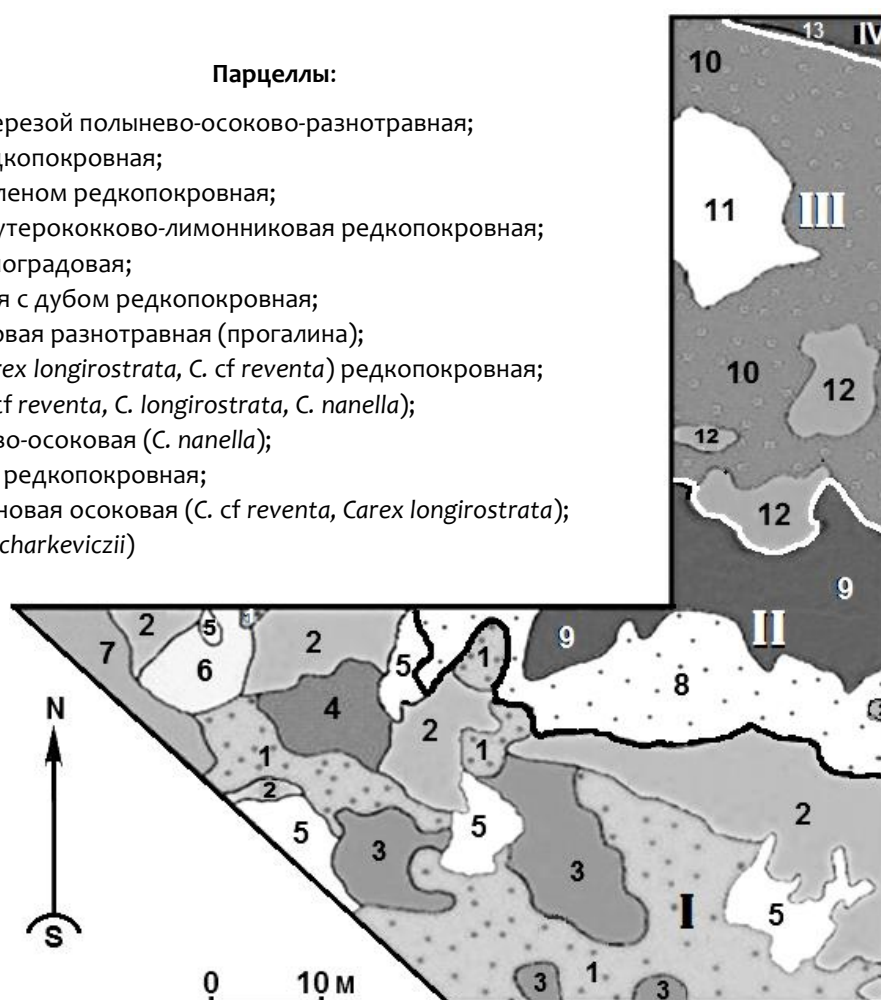 Парцеллы:
ерезой полынево-осоково-разнотравная;
дкопокровная;
леном редкопокровная;
утерококково-лимонниковая редкопокровная;
ноградовая;
я с дубом редкопокровная;
овая разнотравная (прогалина);
rex longirostrata, C. cf reventa) редкопокровная;
cf reventa, C. longirostrata, C. nanella);
во-осоковая (C. nanella);
редкопокровная;
новая осоковая (C. cf reventa, Carex longirostrata);
charkeviczii)
13 IV
10
11 III
10 12
12
12
9
2 5 1
7 6 2 5 1 9 II
8
4 2
N
1 1
2
5 5 2
3
3
I 5
S
0 10 м
3 1 3